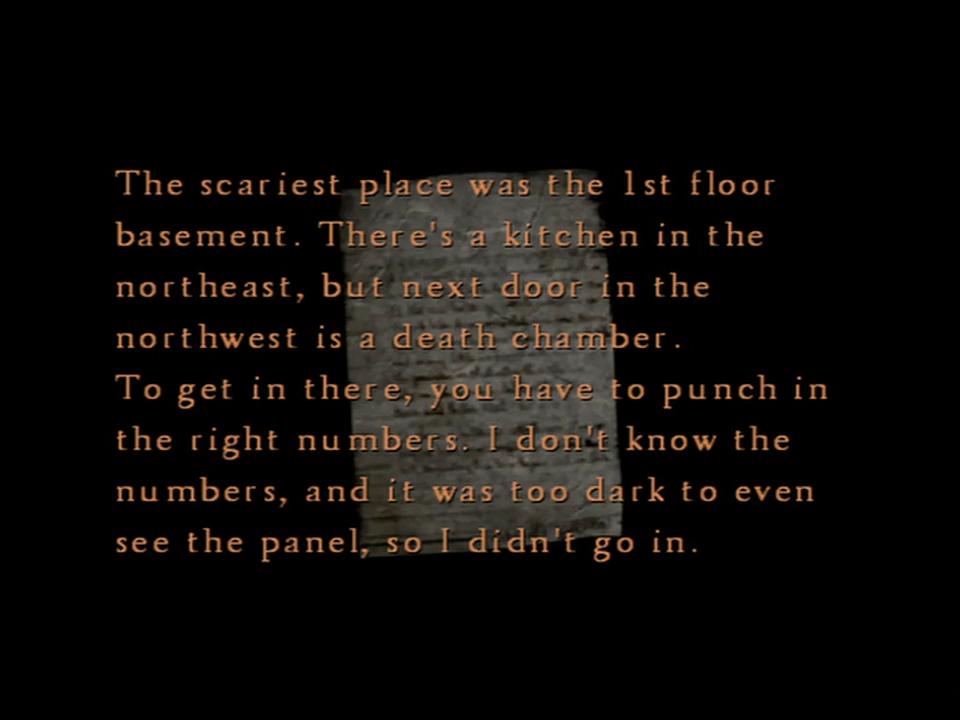 The scariest place was the 1st floor
basement. There's a kitchen in the
northeast, but next door in the
northwest is a death chamber.
To get in there, you have to punch in
the right numbers. I don't know the
numbers, and it was too dark to even
see the panel, so I didn't go in.